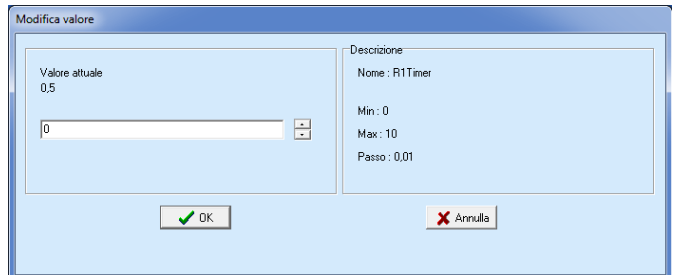 Modifica valore
Valore attuale
0,5
0
Descrizione
Nome : R1Timer
Min : 0
Max : 10
Passo : 0,01
OK
Annulla